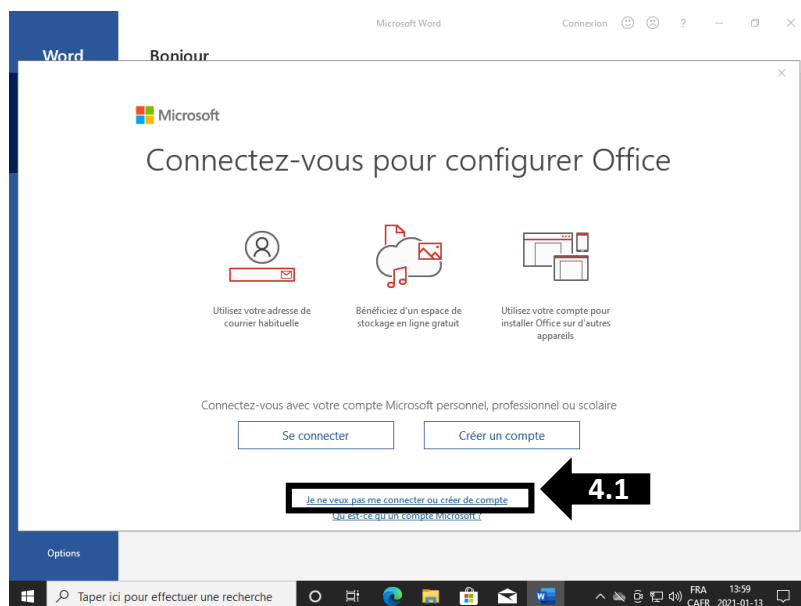 Microsoft Word
Connexion
?
Word
Bonjour
Microsoft
Connectez-vous pour configurer Office
Utilisez votre adresse de
courrier habituelle
Bénéficiez d'un espace de
stockage en ligne gratuit
Utilisez votre compte pour
installer Office sur d'autres
appareils
Connectez-vous avec votre compte Microsoft personnel, professionnel ou scolaire
Se connecter
Créer un compte
Je ne veux pas me connecter ou créer de compte
4.1
Qu'est-ce qu'un compte Microsoft ?
Options
Taper ici pour effectuer une recherche
FRA
CAFR
13:59
2021-01-13